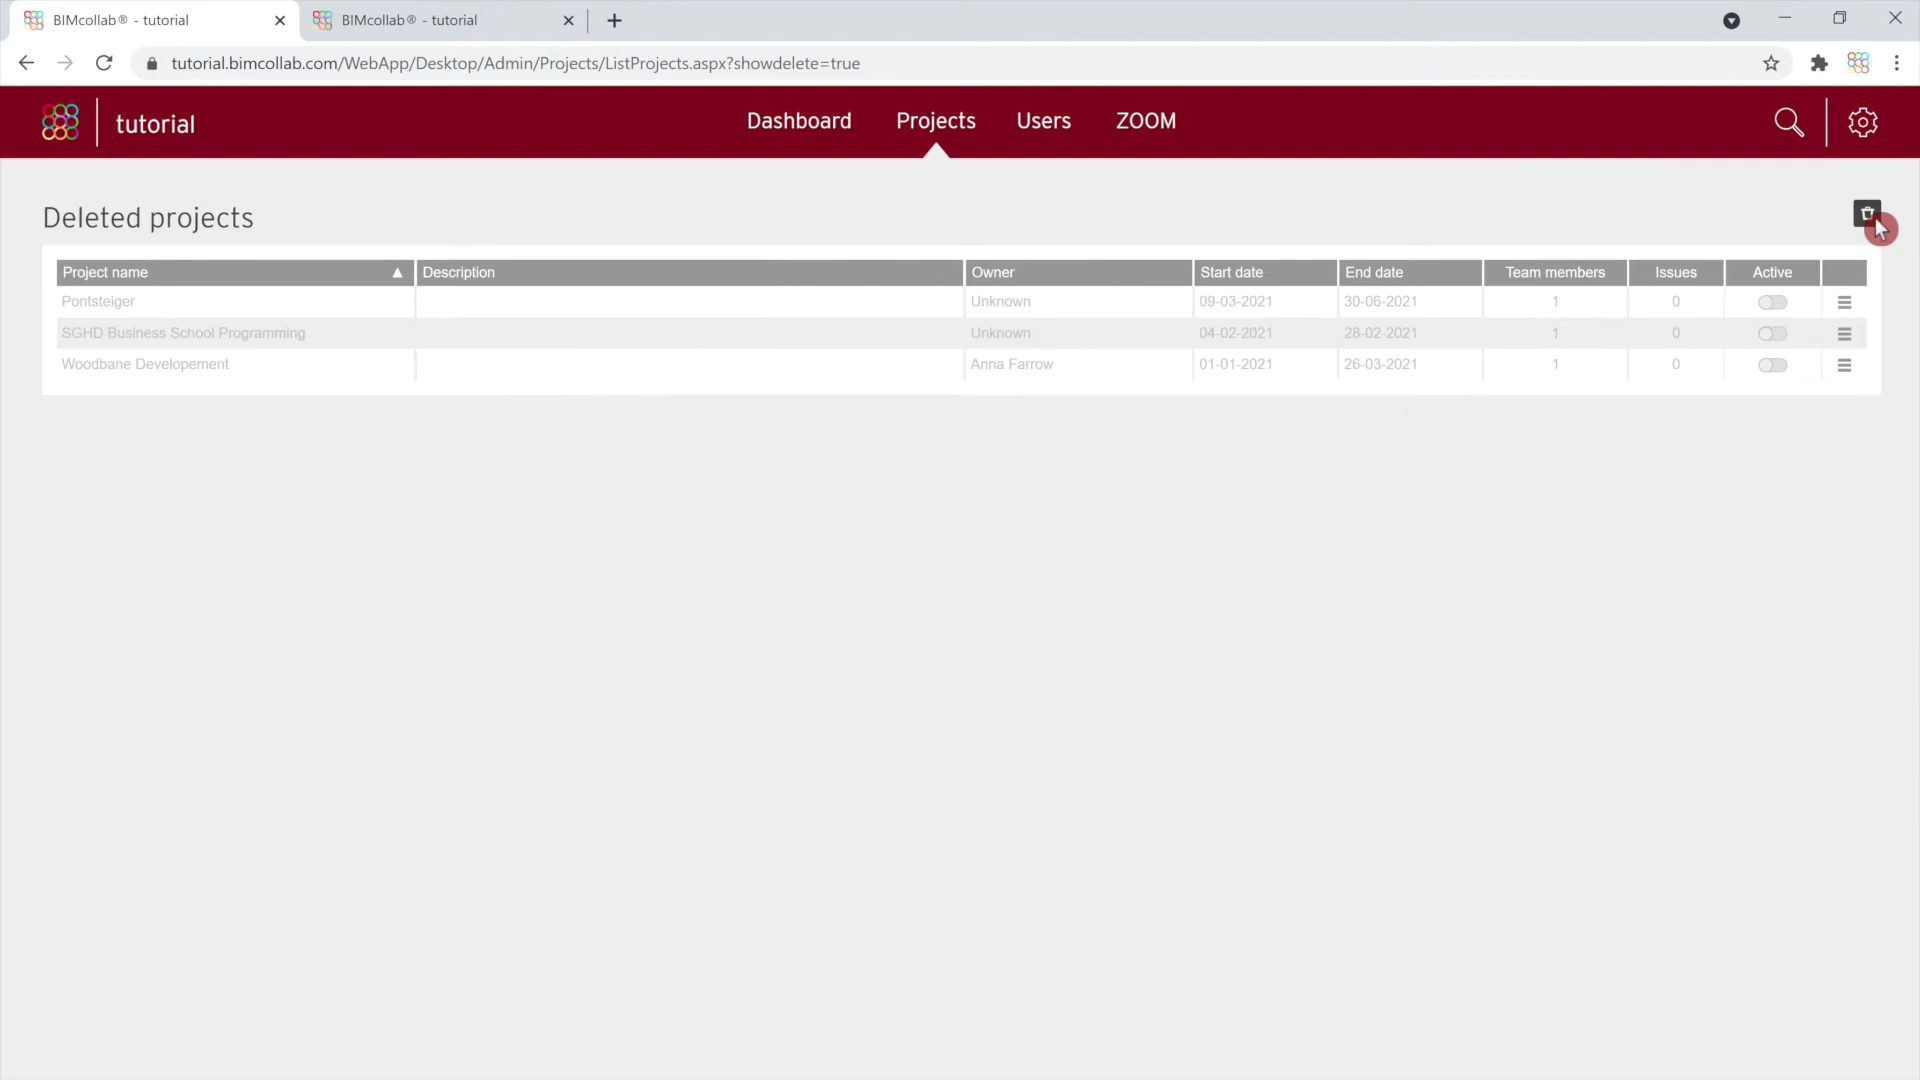 BIMcollab® - tutorial
BIMcollab® - tutorial
tutorial.bimcollab.com/WebApp/Desktop/Admin/Projects/ListProjects.aspx?showdelete=true
tutorial
Dashboard Projects Users ZOOM
Deleted projects
Project name ▲ Description Owner Start date End date Team members Issues Active
Pontsteiger Unknown 09-03-2021 30-06-2021 1 0
SGHD Business School Programming Unknown 04-02-2021 28-02-2021 1 0
Woodbane Developement Anna Farrow 01-01-2021 26-03-2021 1 0